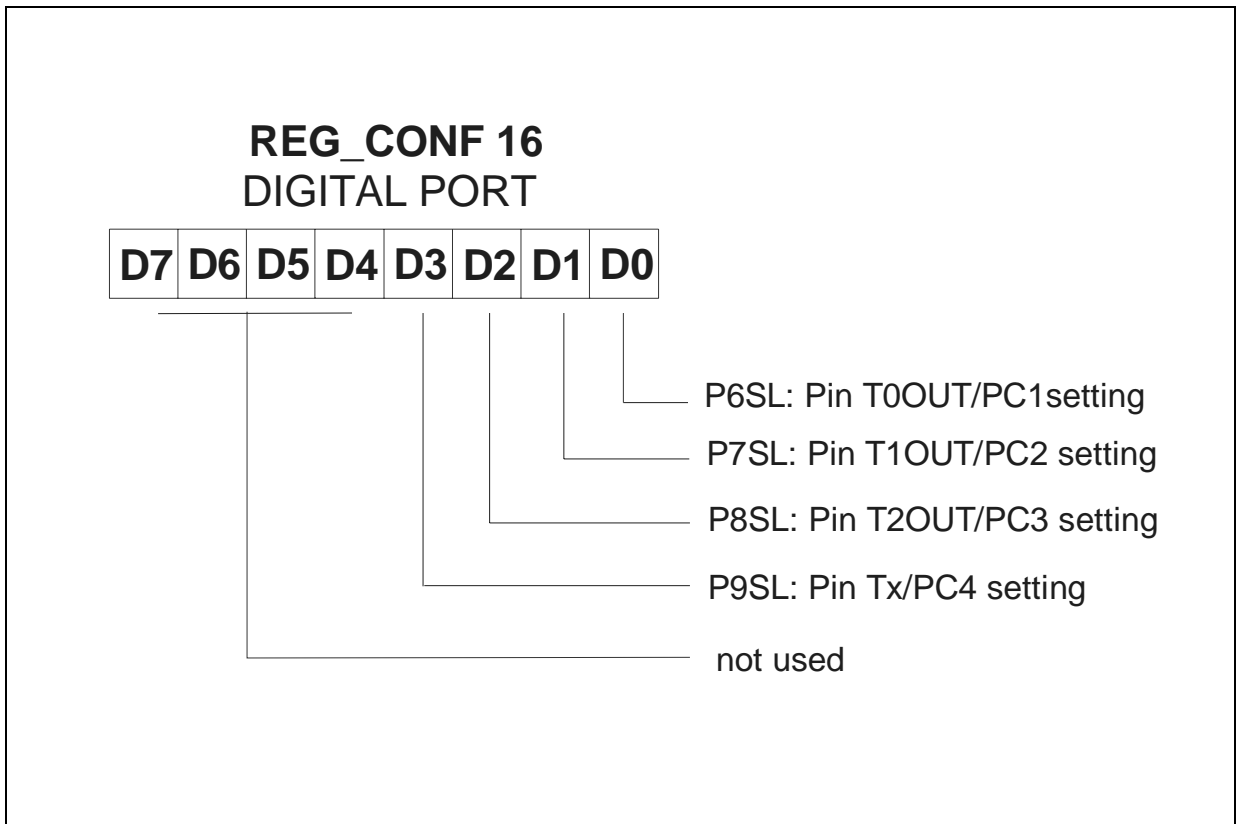 REG_CONF 16
DIGITAL PORT
D7 D6 D5 D4 D3 D2 D1 D0
P6SL: Pin T0OUT/PC1setting
P7SL: Pin T1OUT/PC2 setting
P8SL: Pin T2OUT/PC3 setting
P9SL: Pin Tx/PC4 setting
not used